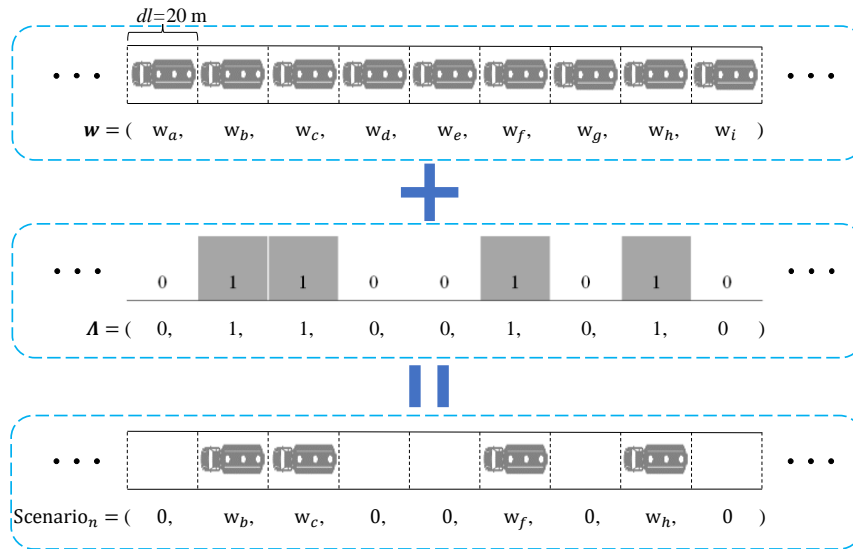 dl=20 m
• • • • • •
w = ( w_a, w_b, w_c, w_d, w_e, w_f, w_g, w_h, w_i )
+
• • • 0 1 1 0 0 1 0 1 0 • • •
Λ = ( 0, 1, 1, 0, 0, 1, 0, 1, 0 )
• • • • • •
Scenario_n = ( 0, w_b, w_c, 0, 0, w_f, 0, w_h, 0 )